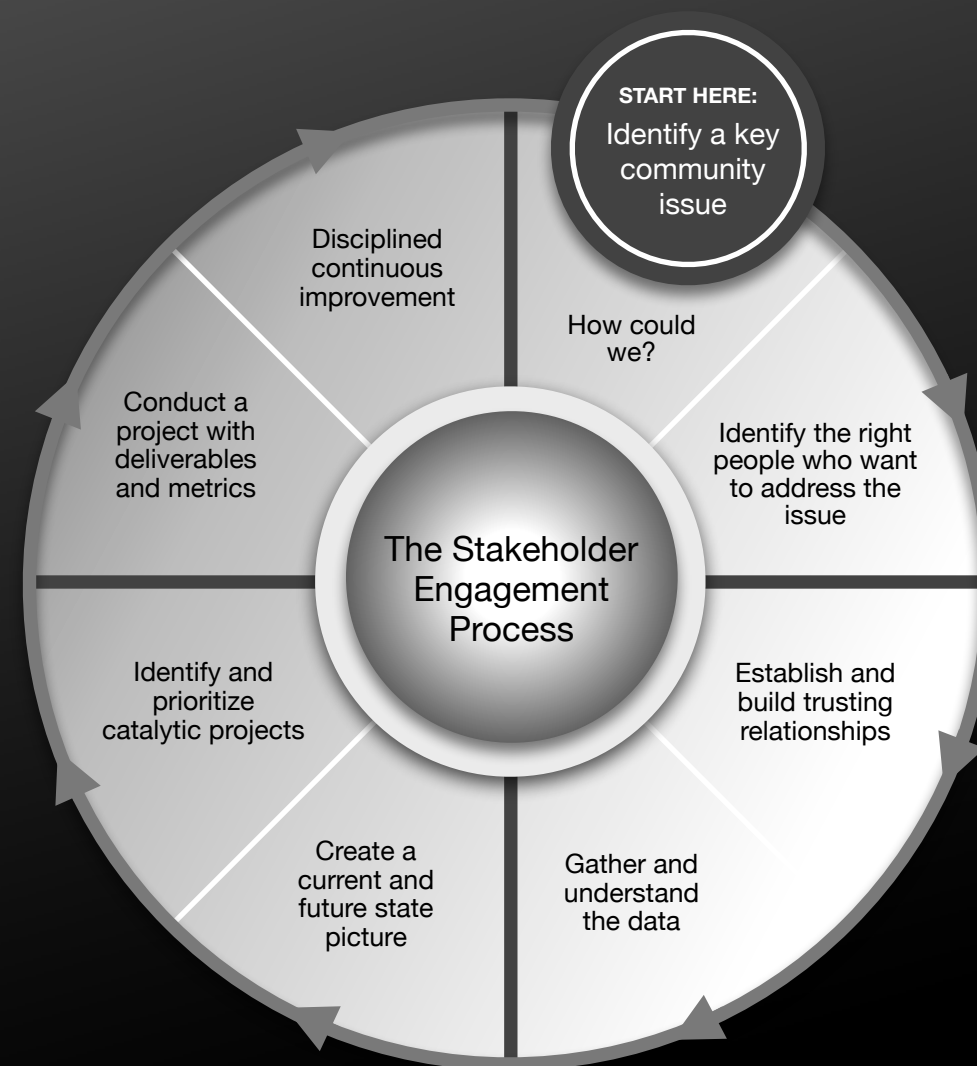 START HERE:
Identify a key
community
issue
How could
we?
Identify the right
people who want
to address the
issue
Establish and
build trusting
relationships
Gather and
understand
the data
Create a
current and
future state
picture
Identify and
prioritize
catalytic projects
Conduct a
project with
deliverables
and metrics
Disciplined
continuous
improvement
The Stakeholder
Engagement
Process